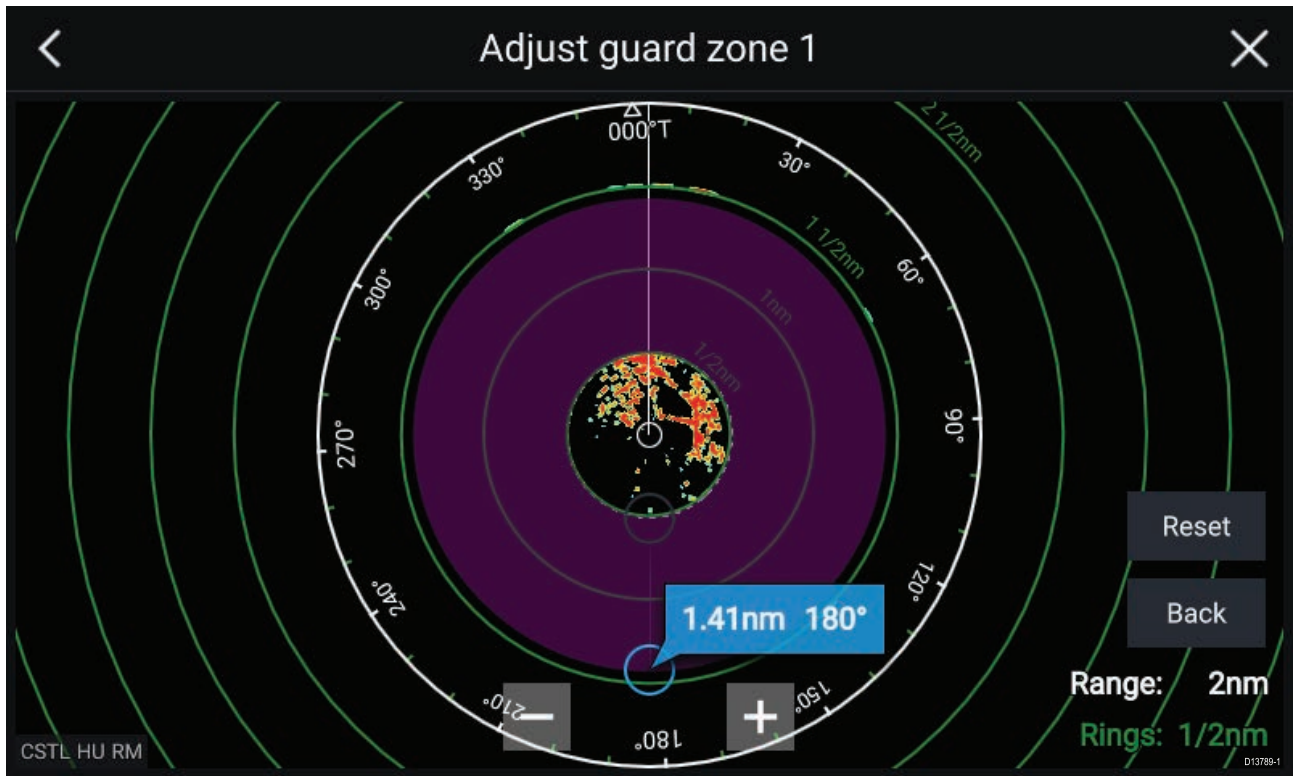 Adjust guard zone 1
000°T
30°
60°
90°
120°
150°
180°
210°
240°
270°
300°
330°
2 1/2nm
1 1/2nm
1nm
1/2nm
1.41nm 180°
Reset
Back
Range: 2nm
Rings: 1/2nm
CSTL HU RM
D13789-1